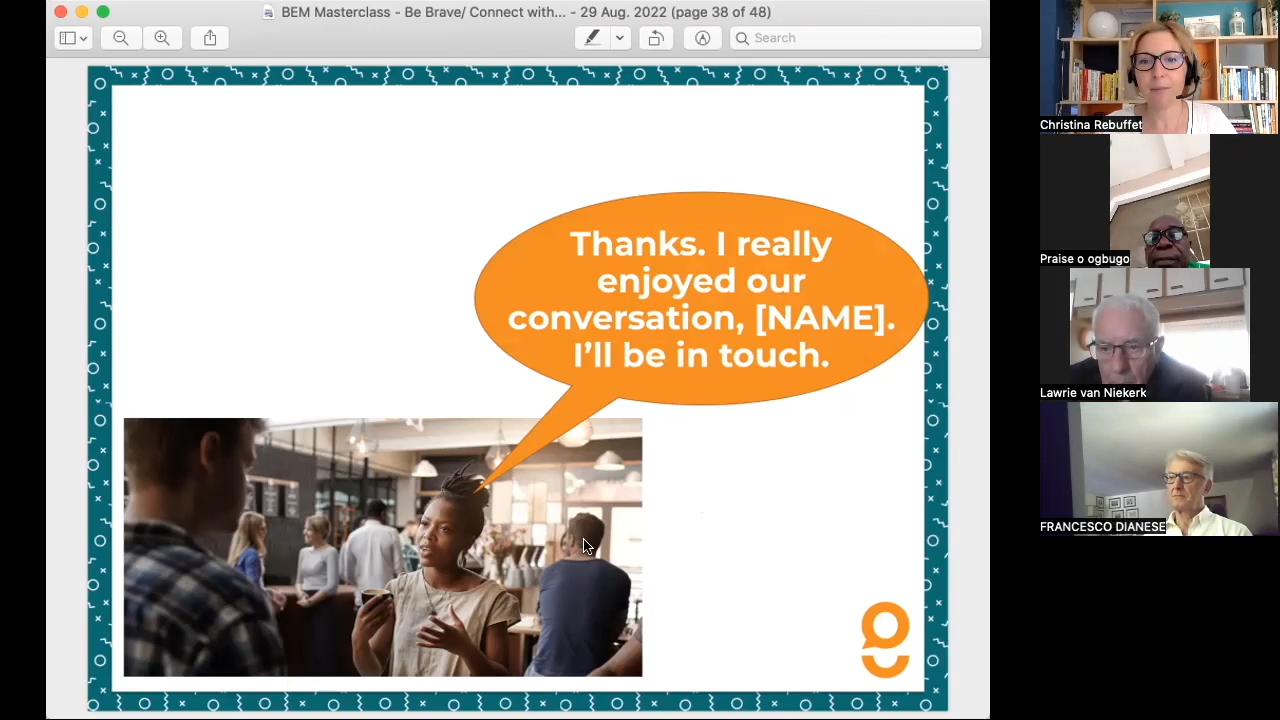 BEM Masterclass - Be Brave/ Connect with... - 29 Aug. 2022 (page 38 of 48)
Search
Thanks. I really
enjoyed our
conversation, [NAME].
I'll be in touch.
Christina Rebuffet
Praise o ogbugo
Lawrie van Niekerk
FRANCESCO DIANESE